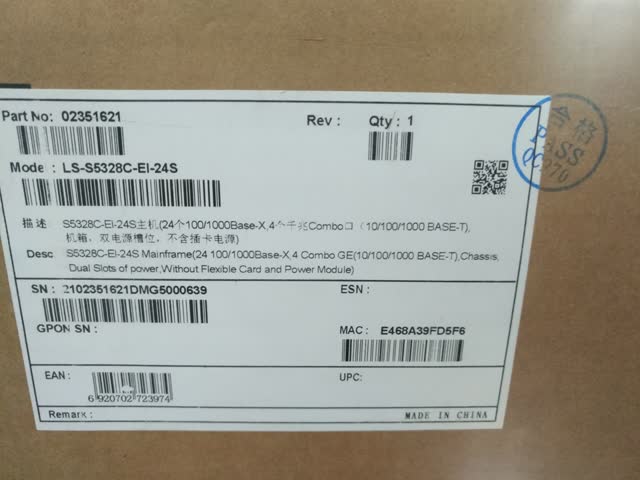 Part No: 02351621
Rev :
Qty : 1
Mode : LS-S5328C-EI-24S
描述 : S5328C-EI-24S主机(24个100/1000Base-X,4个千兆Combo口 (10/100/1000 BASE-T),
机箱、双电源槽位、不含插卡电源)
Desc S5328C-EI-24S Mainframe(24 100/1000Base-X,4 Combo GE(10/100/1000 BASE-T),Chassis,
Dual Slots of power,Without Flexible Card and Power Module)
SN : 2102351621DMG5000639
ESN :
GPON SN :
MAC : E468A39FD5F6
EAN :
6 920702 723974
UPC:
Remark :
MADE IN CHINA
合格
PASS
QC270